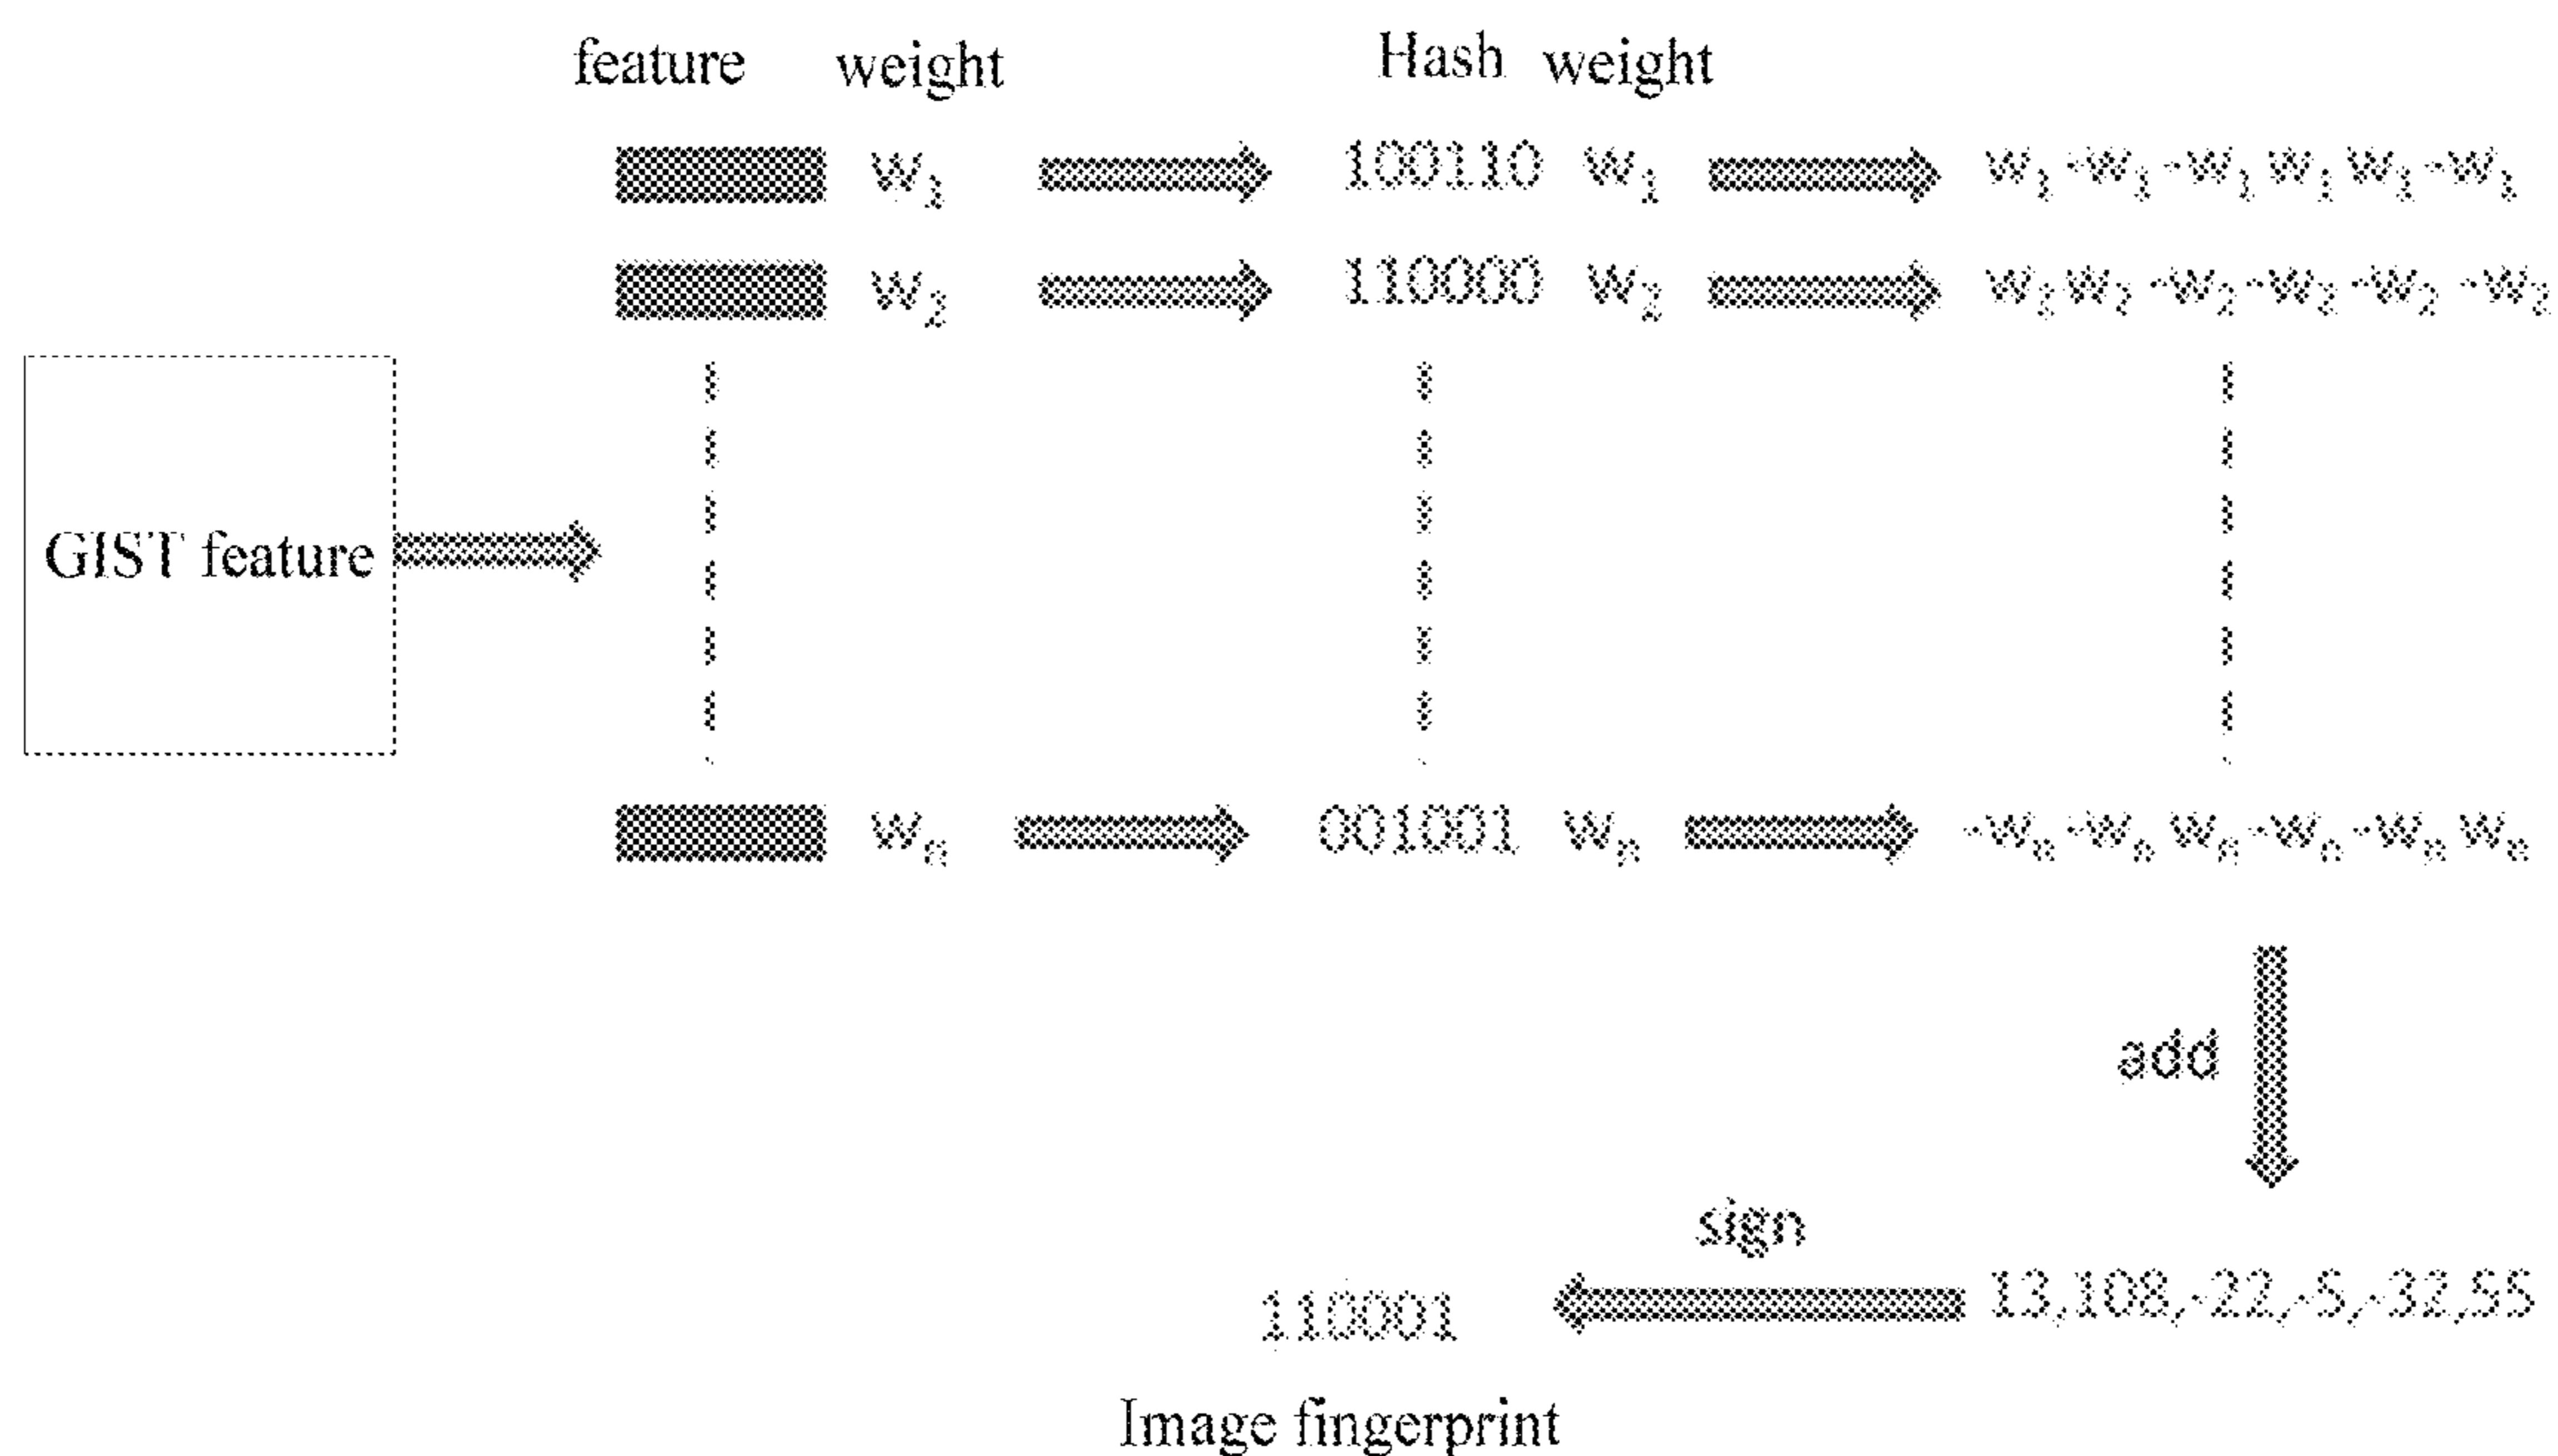 feature weight Hash weight
w₁ 100110 w₁ w₁ -w₁ -w₁ w₁ w₁ -w₁
w₂ 110000 w₂ w₂ w₂ -w₂ -w₂ -w₂ -w₂
GIST feature
wₙ 001001 wₙ -wₙ -wₙ wₙ -wₙ -wₙ wₙ
add
sign
110001 13,108,-22,-5,-32,55
Image fingerprint